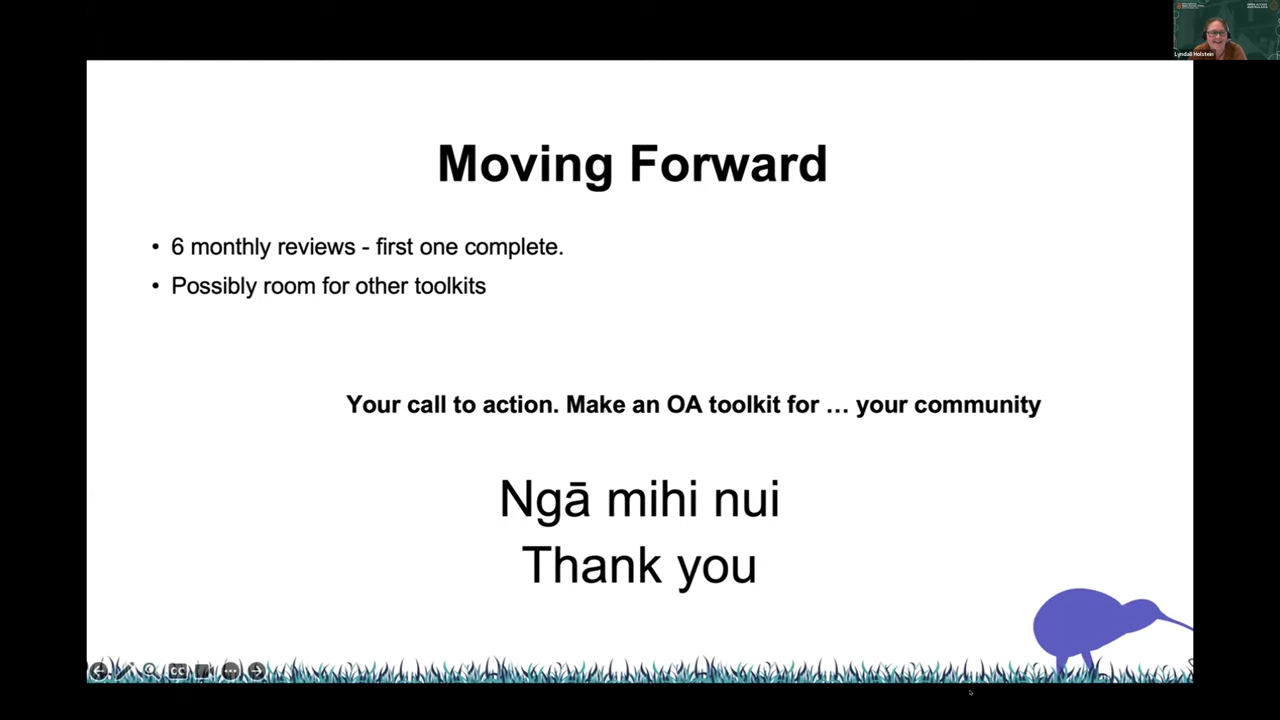 Lyndall Holstein
Moving Forward
• 6 monthly reviews - first one complete.
• Possibly room for other toolkits
Your call to action. Make an OA toolkit for … your community
Ngā mihi nui
Thank you
CC